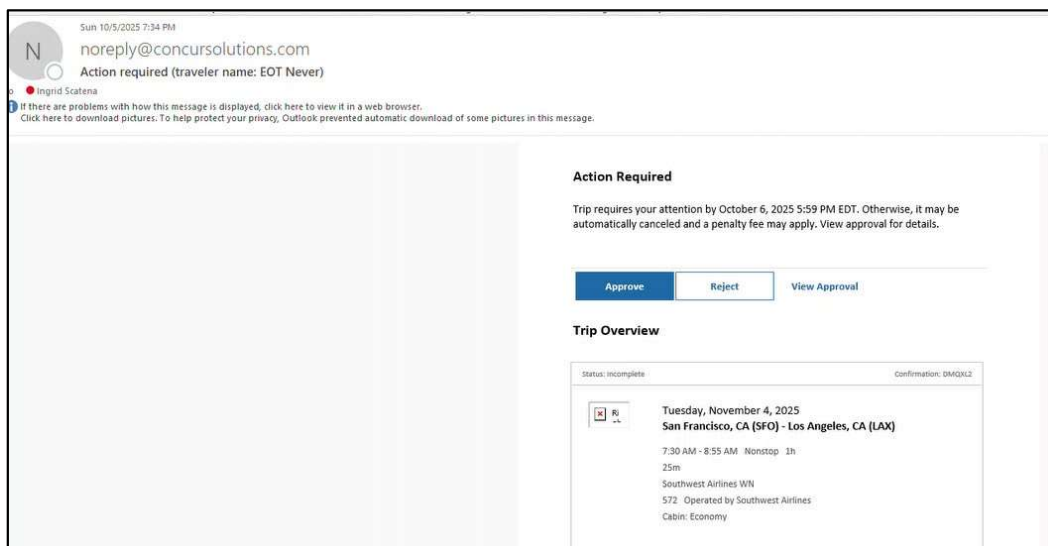 Sun 10/5/2025 7:34 PM
N
noreply@concursolutions.com
Action required (traveler name: EOT Never)
o Ingrid Scatena
If there are problems with how this message is displayed, click here to view it in a web browser.
Click here to download pictures. To help protect your privacy, Outlook prevented automatic download of some pictures in this message.
Action Required
Trip requires your attention by October 6, 2025 5:59 PM EDT. Otherwise, it may be
automatically canceled and a penalty fee may apply. View approval for details.
Approve Reject View Approval
Trip Overview
Status: Incomplete Confirmation: DMQXL2
Ri
Tuesday, November 4, 2025
San Francisco, CA (SFO) - Los Angeles, CA (LAX)
7:30 AM - 8:55 AM Nonstop 1h
25m
Southwest Airlines WN
572 Operated by Southwest Airlines
Cabin: Economy